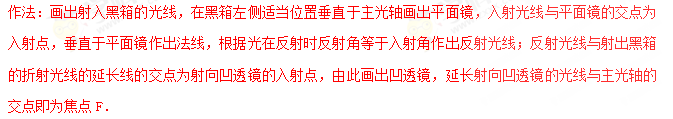 作法：画出射入黑箱的光线，在黑箱左侧适当位置垂直于主光轴画出平面镜，入射光线与平面镜的交点为
入射点，垂直于平面镜作出法线，根据光在反射时反射角等于入射角作出反射光线；反射光线与射出黑箱
的折射光线的延长线的交点为射向凹透镜的入射点，由此画出凹透镜，延长射向凹透镜的光线与主光轴的
交点即为焦点 F．